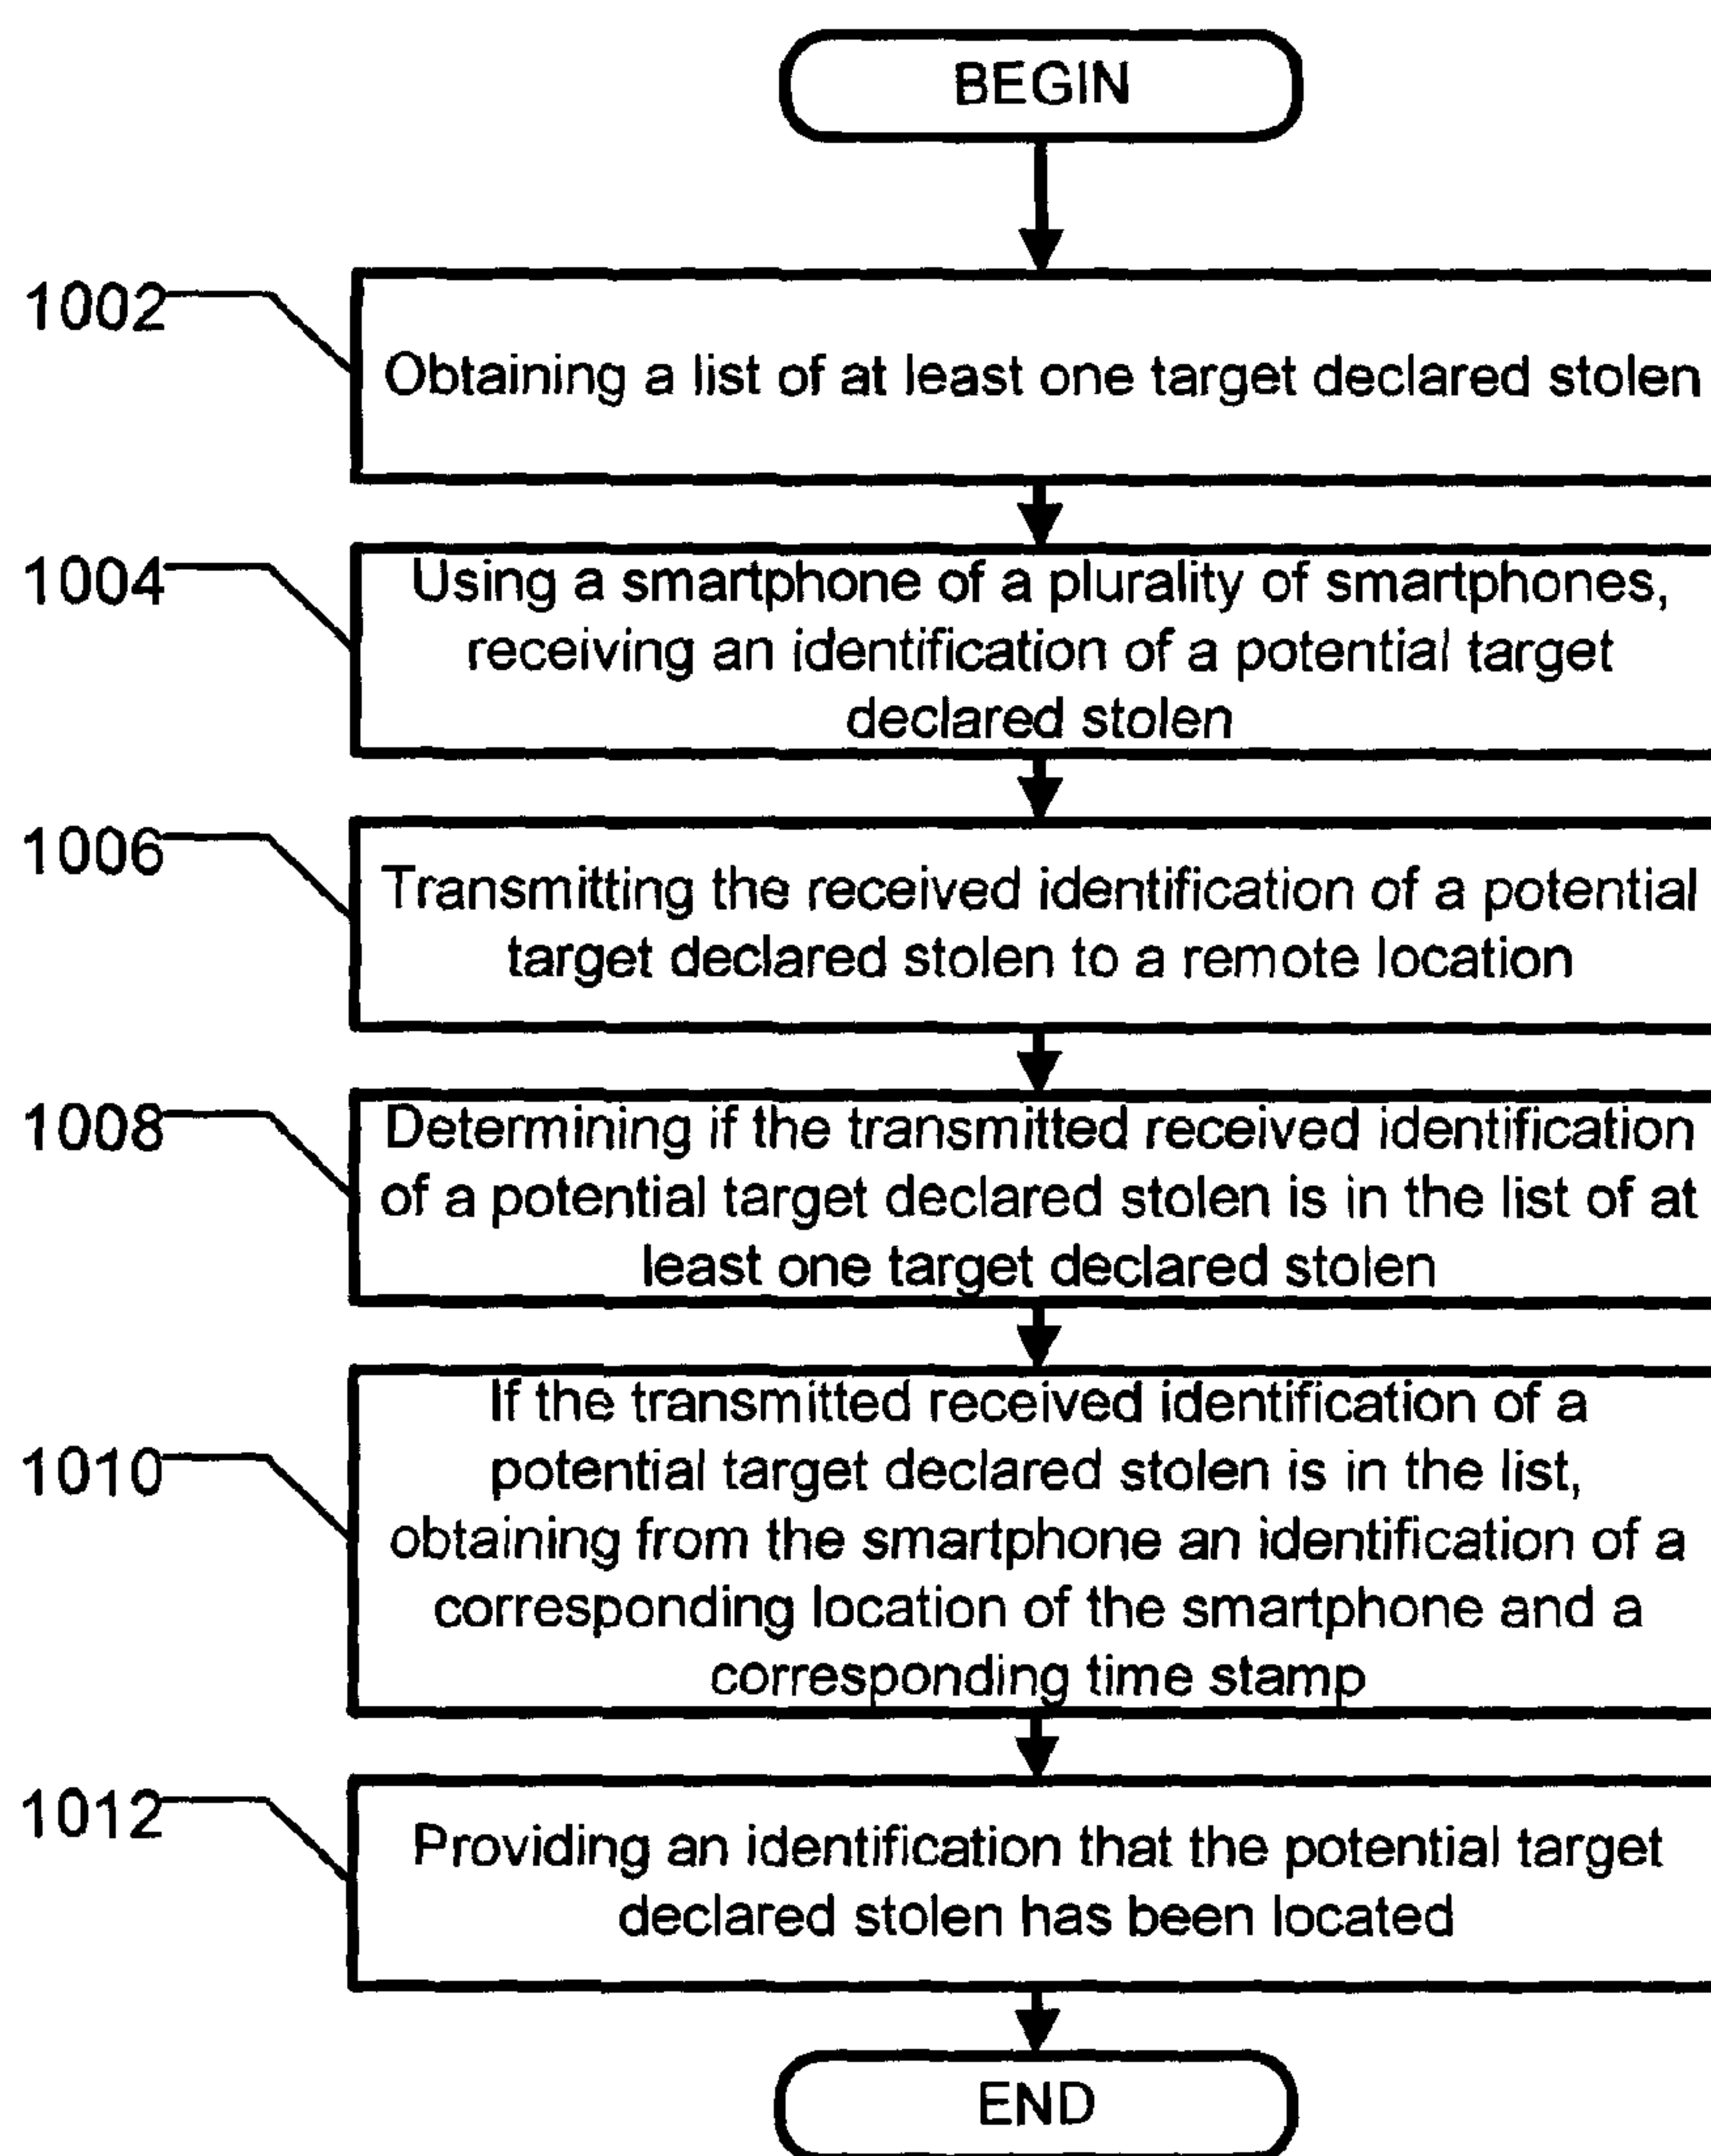 BEGIN
1002
Obtaining a list of at least one target declared stolen
1004
Using a smartphone of a plurality of smartphones,
receiving an identification of a potential target
declared stolen
1006
Transmitting the received identification of a potential
target declared stolen to a remote location
1008
Determining if the transmitted received identification
of a potential target declared stolen is in the list of at
least one target declared stolen
1010
If the transmitted received identification of a
potential target declared stolen is in the list,
obtaining from the smartphone an identification of a
corresponding location of the smartphone and a
corresponding time stamp
1012
Providing an identification that the potential target
declared stolen has been located
END